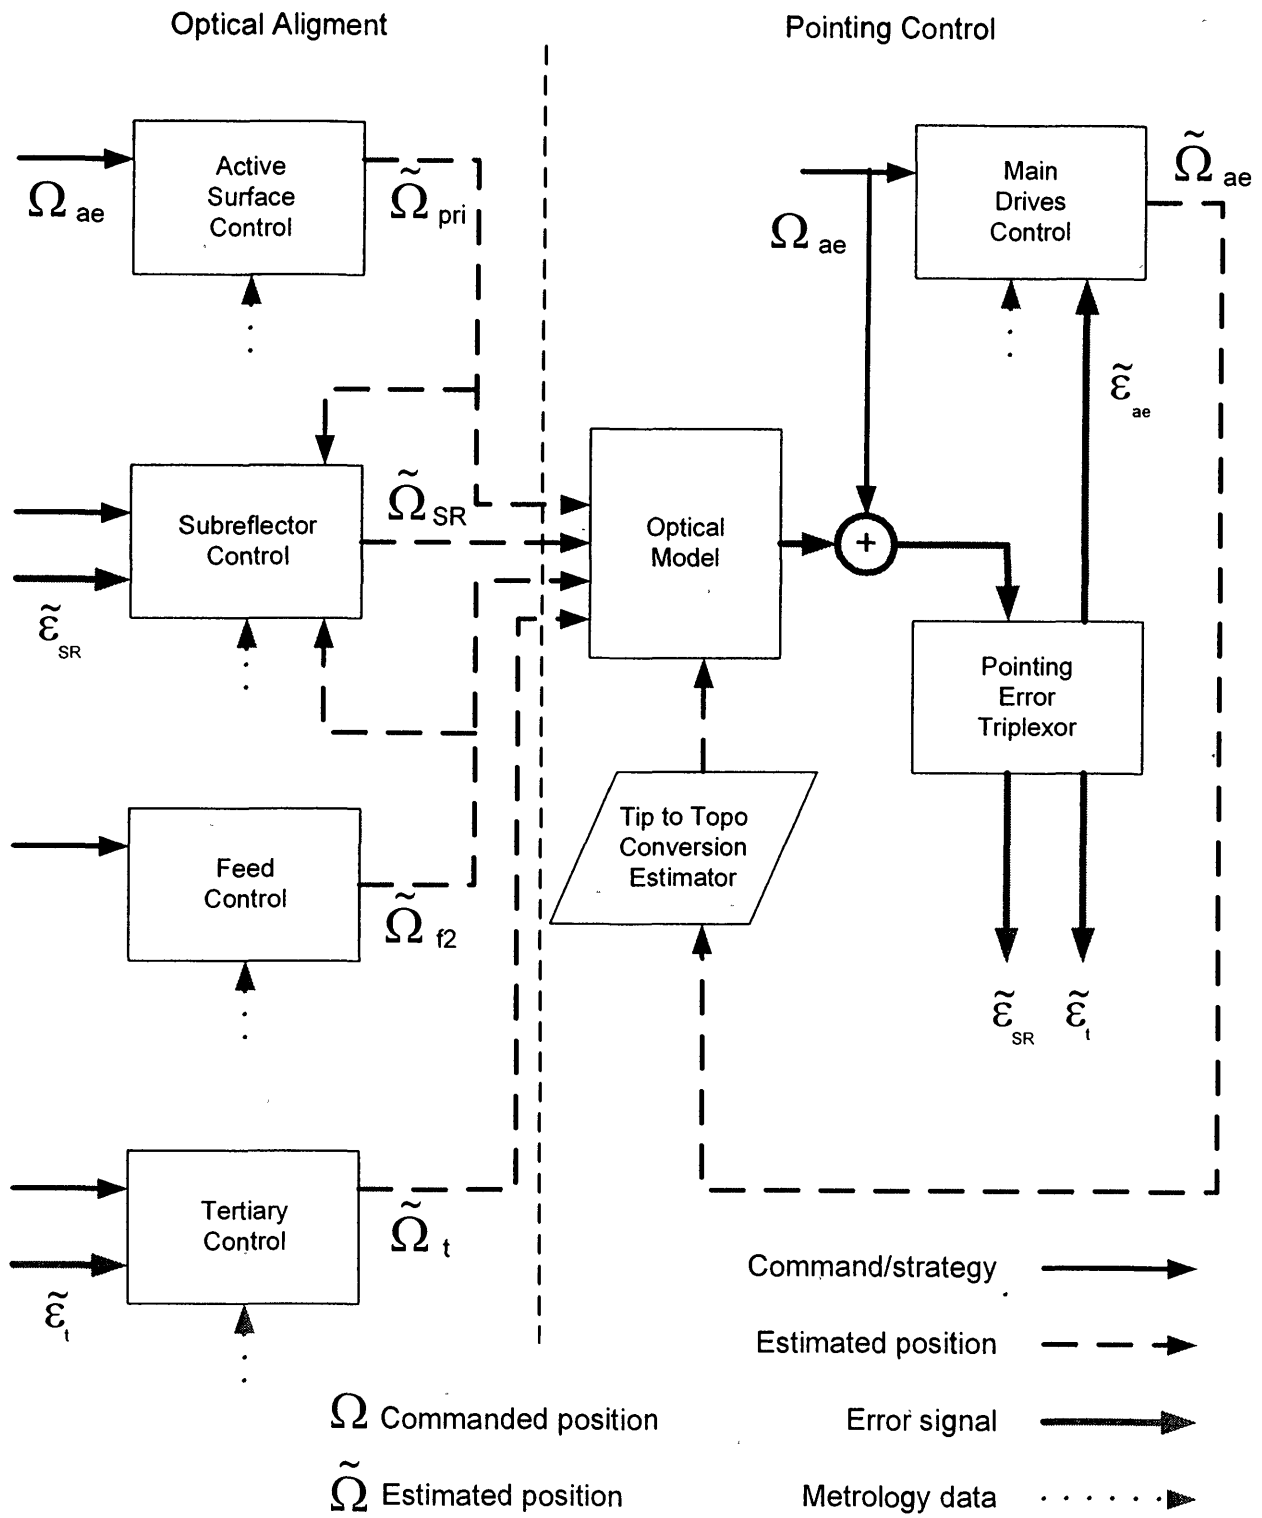 Optical Aligment
Pointing Control
Active
Surface
Control
Ω ae
Ω̃ pri
Main
Drives
Control
Ω̃ ae
Ω ae
ε̃ ae
Subreflector
Control
Ω̃ SR
ε̃ SR
Optical
Model
+
Pointing
Error
Triplexor
Tip to Topo
Conversion
Estimator
Feed
Control
Ω̃ f2
ε̃ SR
ε̃ t
Tertiary
Control
Ω̃ t
ε̃ t
Command/strategy
Estimated position
Error signal
Metrology data
Ω Commanded position
Ω̃ Estimated position